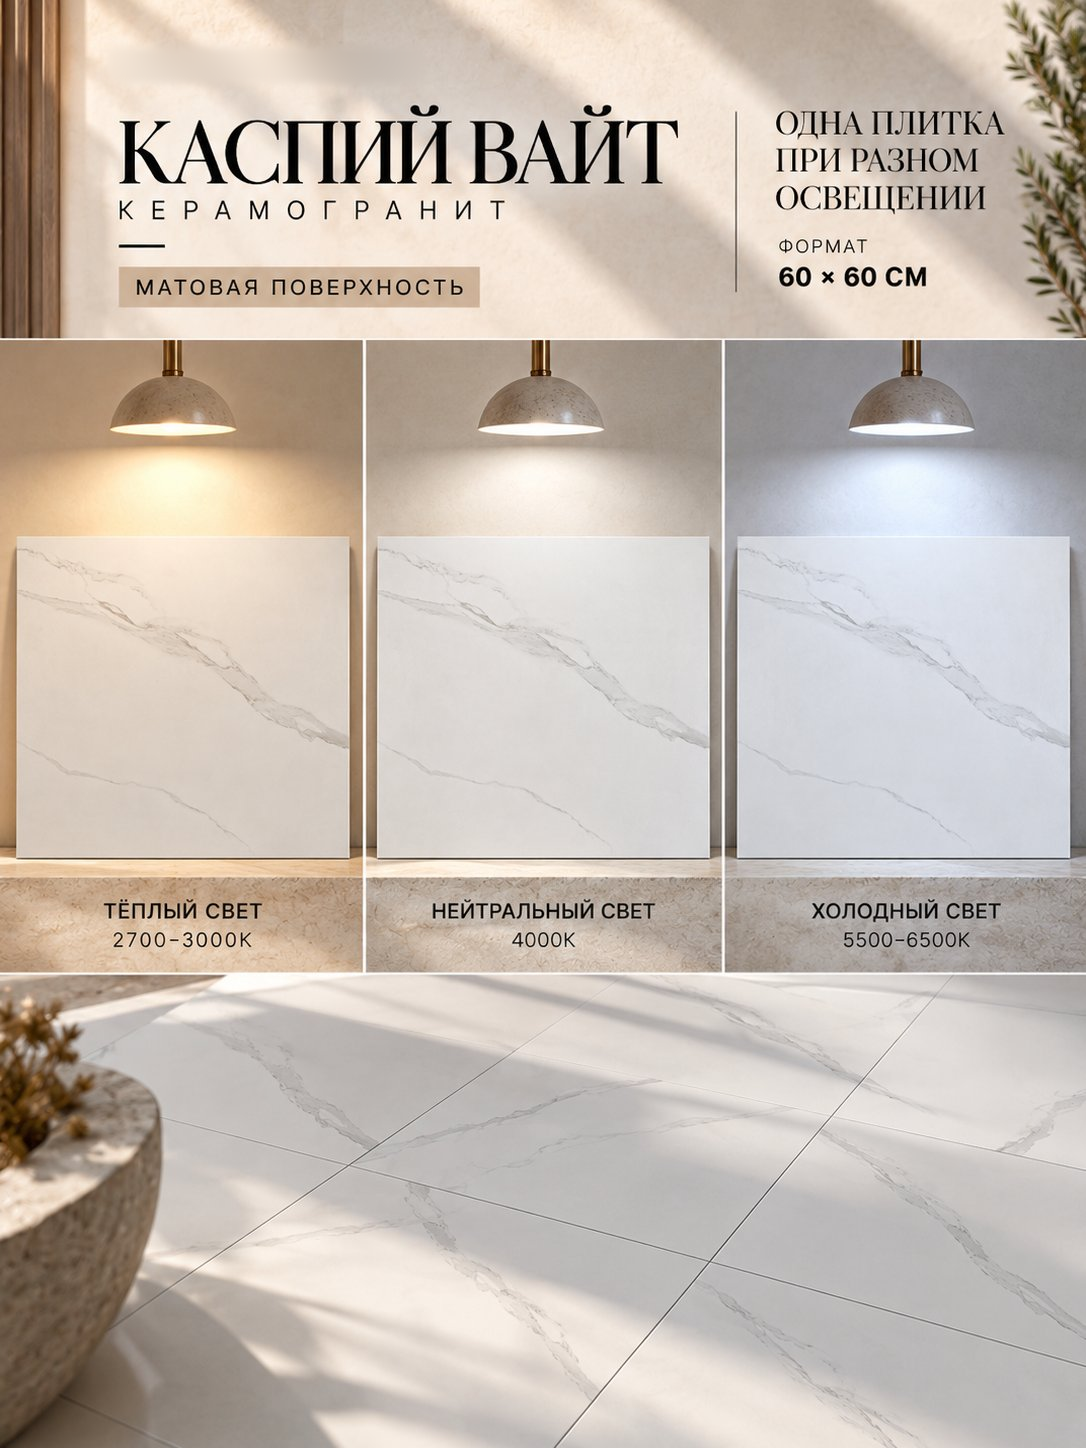 КАСПИЙ ВАЙТ
КЕРАМОГРАНИТ
МАТОВАЯ ПОВЕРХНОСТЬ
ОДНА ПЛИТКА
ПРИ РАЗНОМ
ОСВЕЩЕНИИ
ФОРМАТ
60 × 60 СМ
ТЁПЛЫЙ СВЕТ
2700–3000K
НЕЙТРАЛЬНЫЙ СВЕТ
4000K
ХОЛОДНЫЙ СВЕТ
5500–6500K